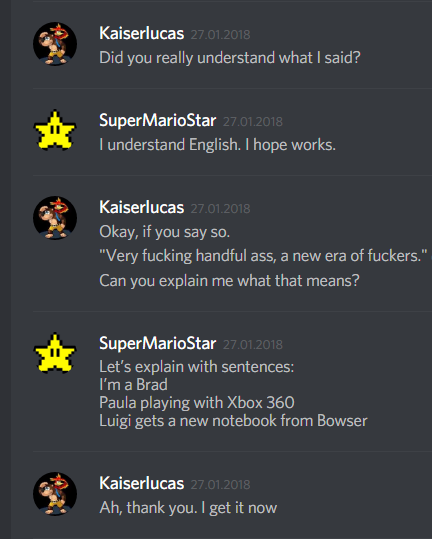 Kaiserlucas 27.01.2018
Did you really understand what I said?
SuperMarioStar 27.01.2018
I understand English. I hope works.
Kaiserlucas 27.01.2018
Okay, if you say so.
"Very fucking handful ass, a new era of fuckers."
Can you explain me what that means?
SuperMarioStar 27.01.2018
Let's explain with sentences:
I'm a Brad
Paula playing with Xbox 360
Luigi gets a new notebook from Bowser
Kaiserlucas 27.01.2018
Ah, thank you. I get it now